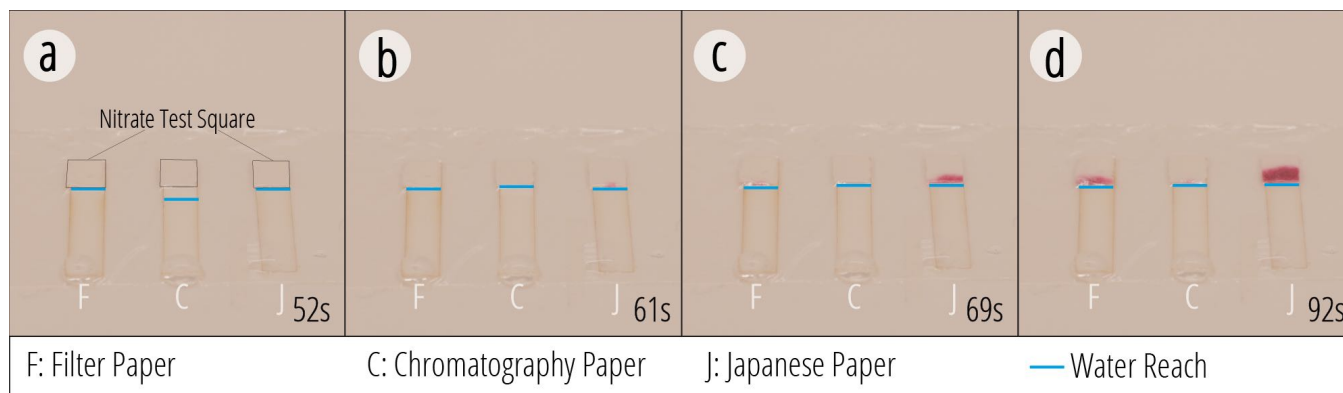 a
b
c
d
Nitrate Test Square
F
C
J
52s
F
C
J
61s
F
C
J
69s
F
C
J
92s
F: Filter Paper
C: Chromatography Paper
J: Japanese Paper
Water Reach